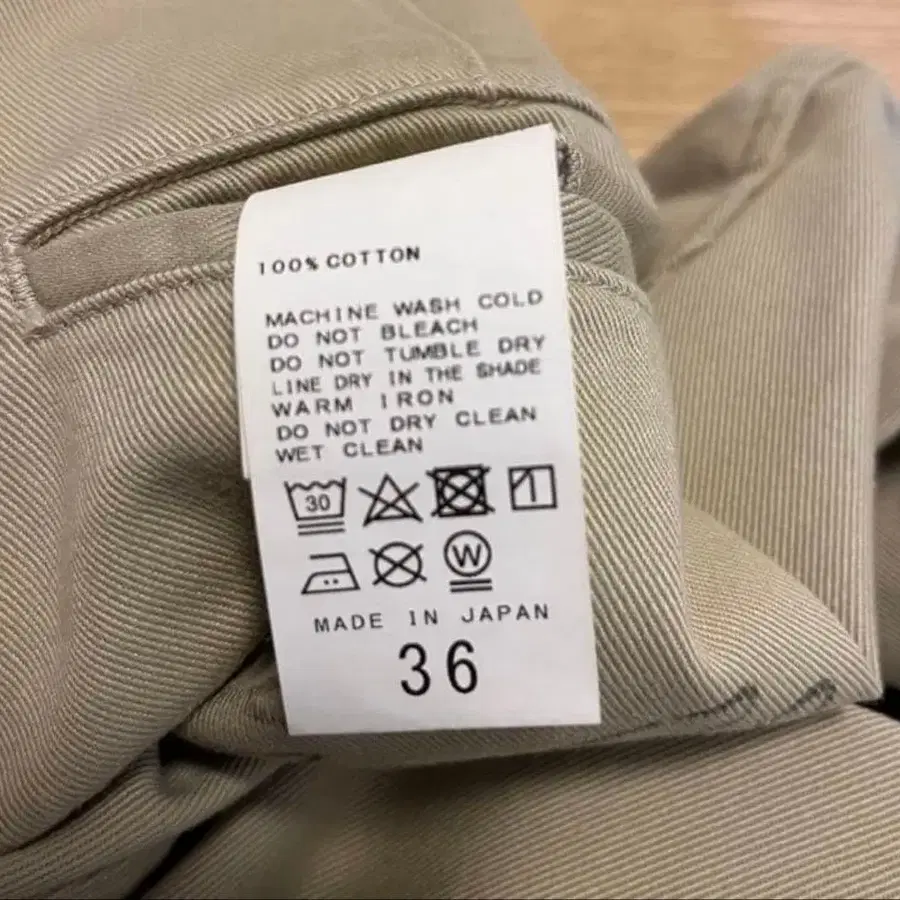 100% COTTON
MACHINE WASH COLD
DO NOT BLEACH
DO NOT TUMBLE DRY
LINE DRY IN THE SHADE
WARM IRON
DO NOT DRY CLEAN
WET CLEAN
30
W
MADE IN JAPAN
36